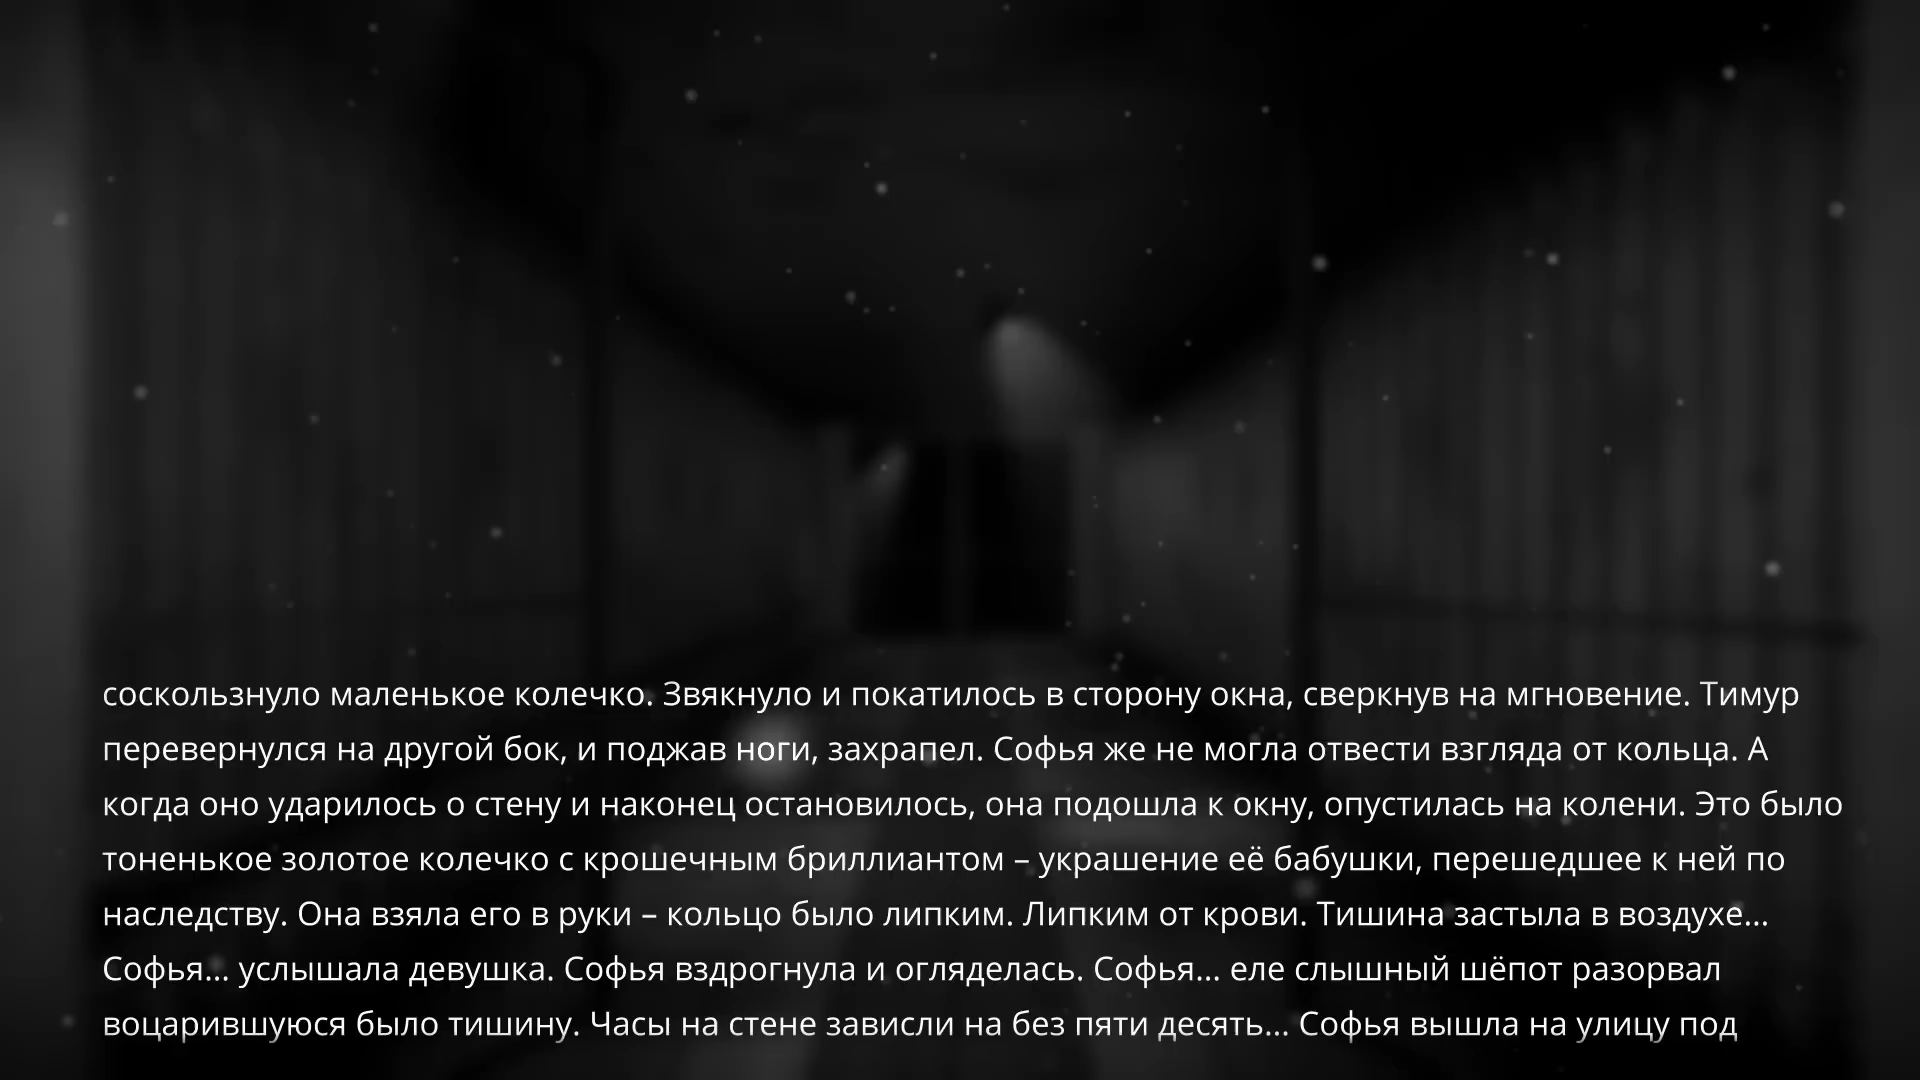 соскользнуло маленькое колечко. Звякнуло и покатилось в сторону окна, сверкнув на мгновение. Тимур
перевернулся на другой бок, и поджав ноги, захрапел. Софья же не могла отвести взгляда от кольца. А
когда оно ударилось о стену и наконец остановилось, она подошла к окну, опустилась на колени. Это было
тоненькое золотое колечко с крошечным бриллиантом – украшение её бабушки, перешедшее к ней по
наследству. Она взяла его в руки – кольцо было липким. Липким от крови. Тишина застыла в воздухе...
Софья... услышала девушка. Софья вздрогнула и огляделась. Софья... еле слышный шёпот разорвал
воцарившуюся было тишину. Часы на стене зависли на без пяти десять... Софья вышла на улицу под